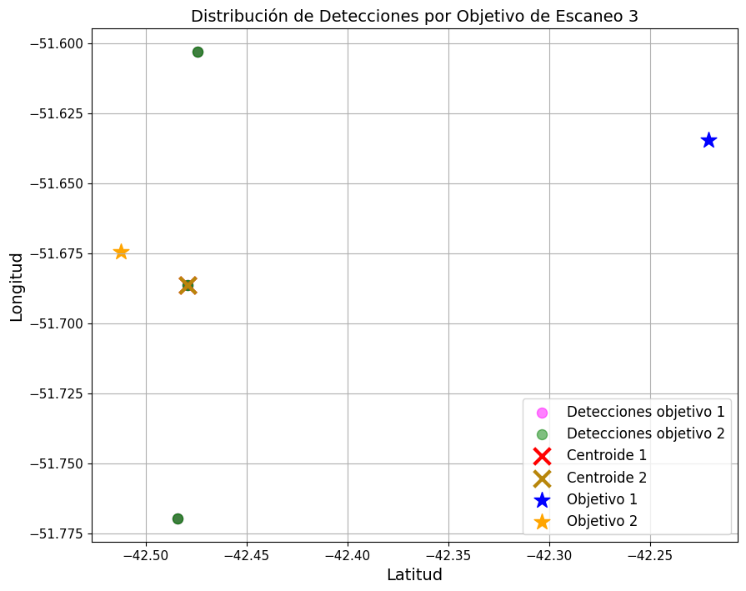 Distribución de Detecciones por Objetivo de Escaneo 3
−51.600
−51.625
−51.650
−51.675
−51.700
−51.725
−51.750
−51.775
Longitud
Detecciones objetivo 1
Detecciones objetivo 2
Centroide 1
Centroide 2
Objetivo 1
Objetivo 2
−42.50 −42.45 −42.40 −42.35 −42.30 −42.25
Latitud